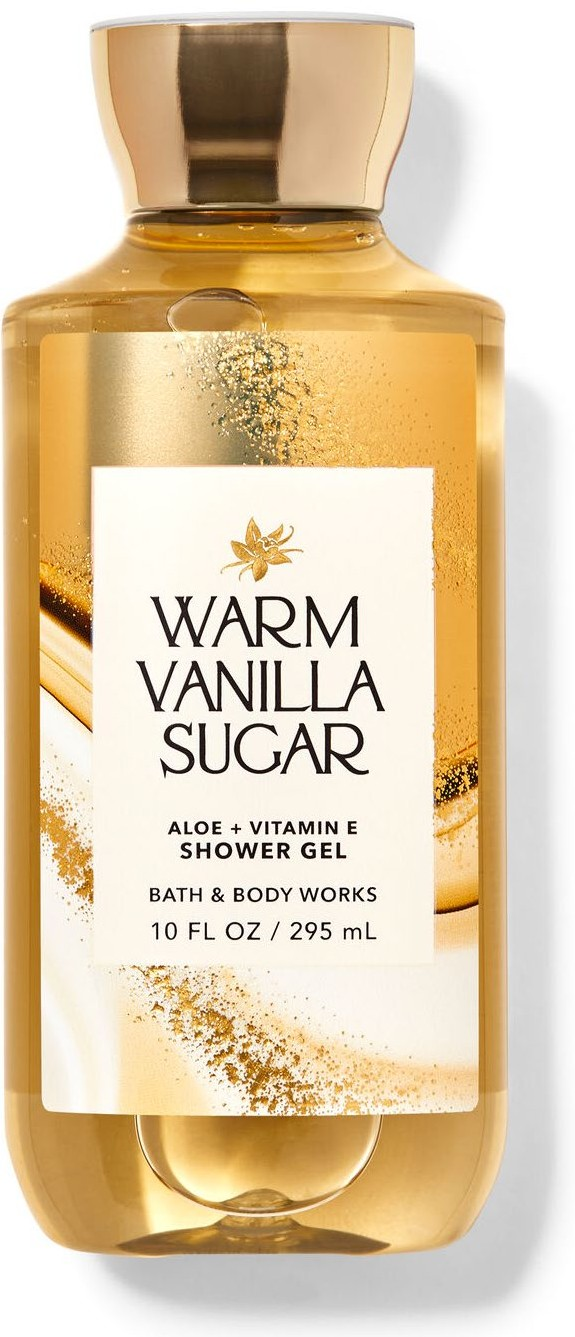 WARM
VANILLA
SUGAR
ALOE + VITAMIN E
SHOWER GEL
BATH & BODY WORKS
10 FL OZ / 295 mL